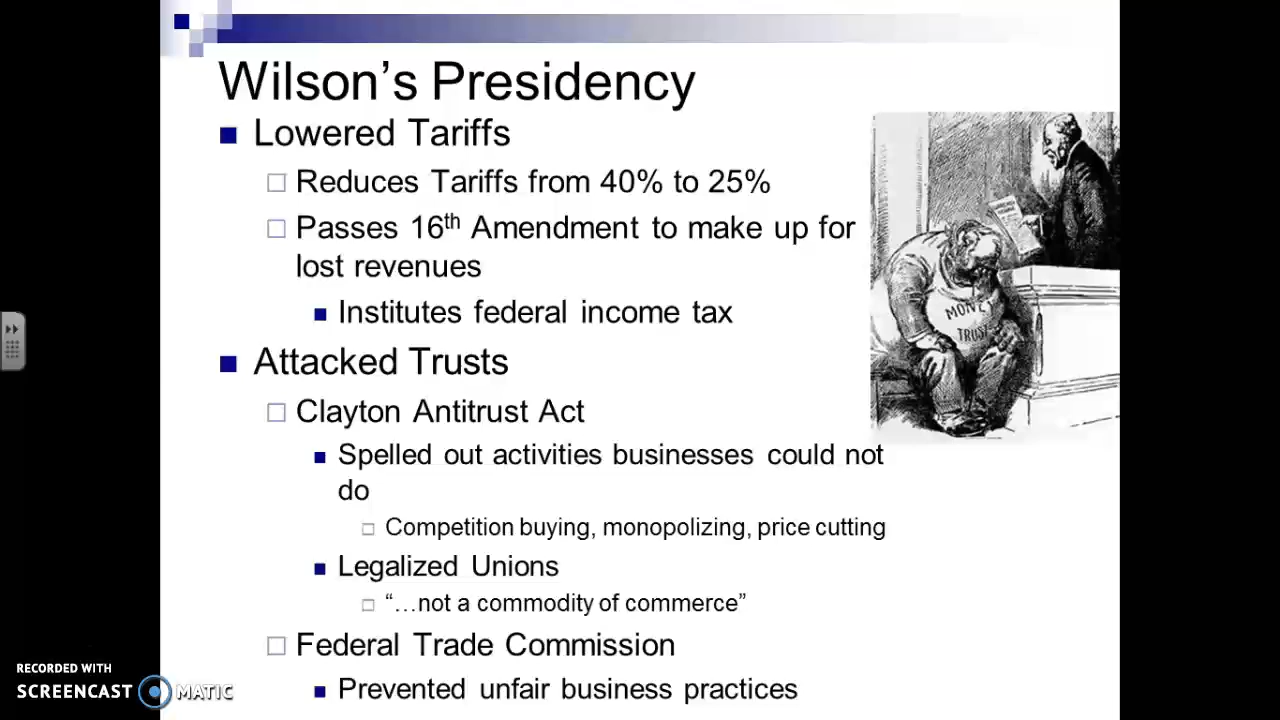 Wilson’s Presidency
Lowered Tariffs
Reduces Tariffs from 40% to 25%
Passes 16th Amendment to make up for
lost revenues
Institutes federal income tax
Attacked Trusts
Clayton Antitrust Act
Spelled out activities businesses could not
do
Competition buying, monopolizing, price cutting
Legalized Unions
“…not a commodity of commerce”
Federal Trade Commission
Prevented unfair business practices
MONEY
TRUST
RECORDED WITH
SCREENCAST MATIC